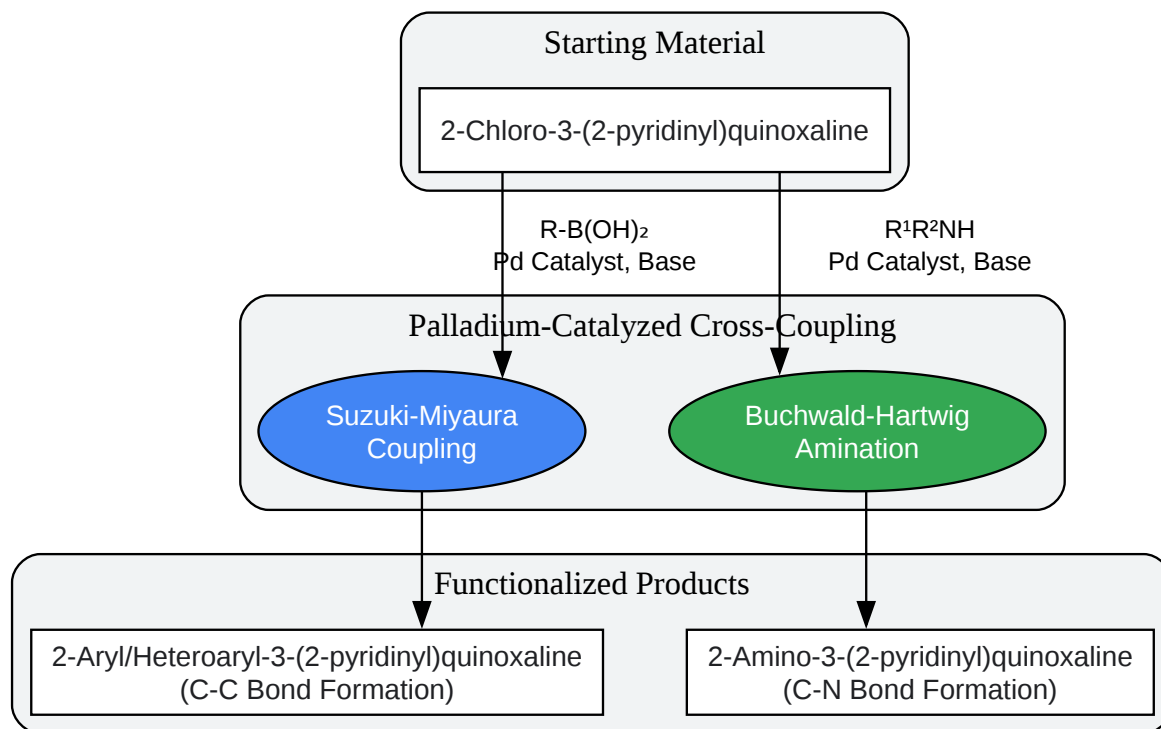 Starting Material
2-Chloro-3-(2-pyridinyl)quinoxaline
R-B(OH)₂
Pd Catalyst, Base
R¹R²NH
Pd Catalyst, Base
Palladium-Catalyzed Cross-Coupling
Suzuki-Miyaura
Coupling
Buchwald-Hartwig
Amination
Functionalized Products
2-Aryl/Heteroaryl-3-(2-pyridinyl)quinoxaline
(C-C Bond Formation)
2-Amino-3-(2-pyridinyl)quinoxaline
(C-N Bond Formation)